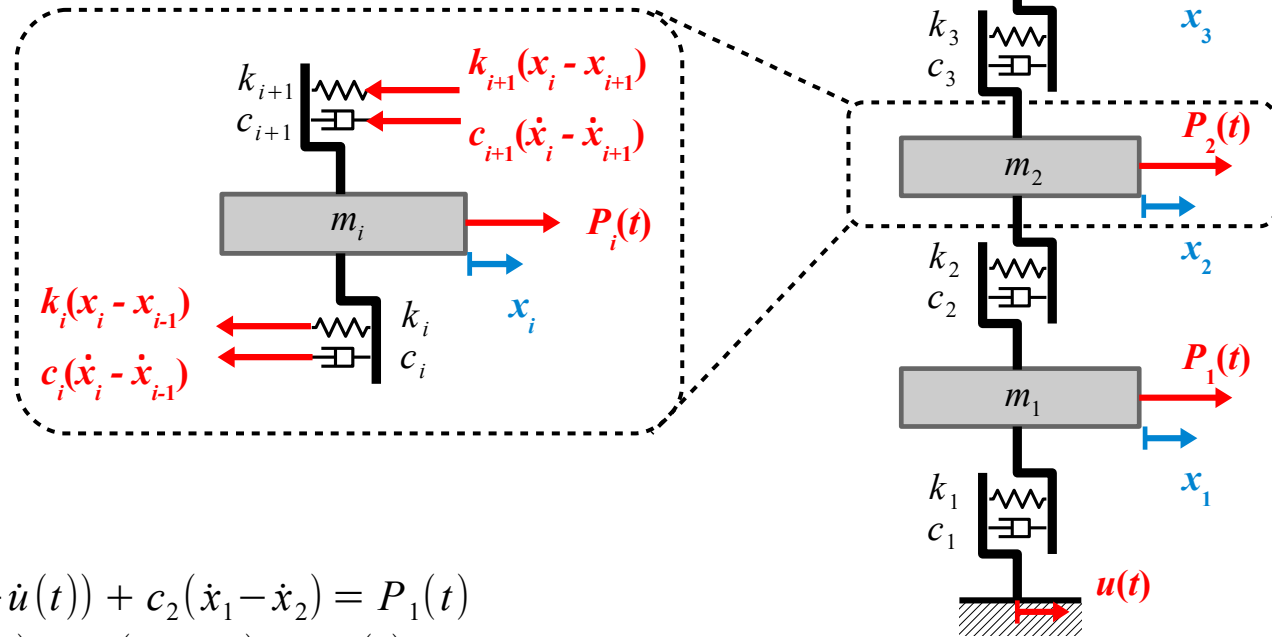 k_{i+1}
c_{i+1}
k_{i+1}(x_i - x_{i+1})
c_{i+1}(ẋ_i - ẋ_{i+1})
m_i
P_i(t)
x_i
k_i(x_i - x_{i-1})
c_i(ẋ_i - ẋ_{i-1})
k_i
c_i
x_3
k_3
c_3
P_2(t)
m_2
x_2
k_2
c_2
P_1(t)
m_1
x_1
k_1
c_1
u(t)
u̇(t)) + c_2(ẋ_1−ẋ_2) = P_1(t)